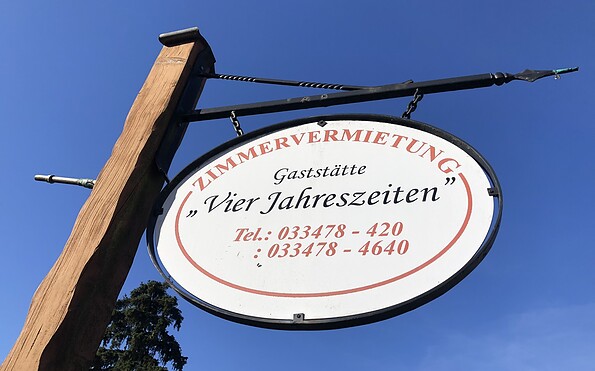 ZIMMERVERMIETUNG
Gaststätte
„Vier Jahreszeiten”
Tel.: 033478 - 420
: 033478 - 4640